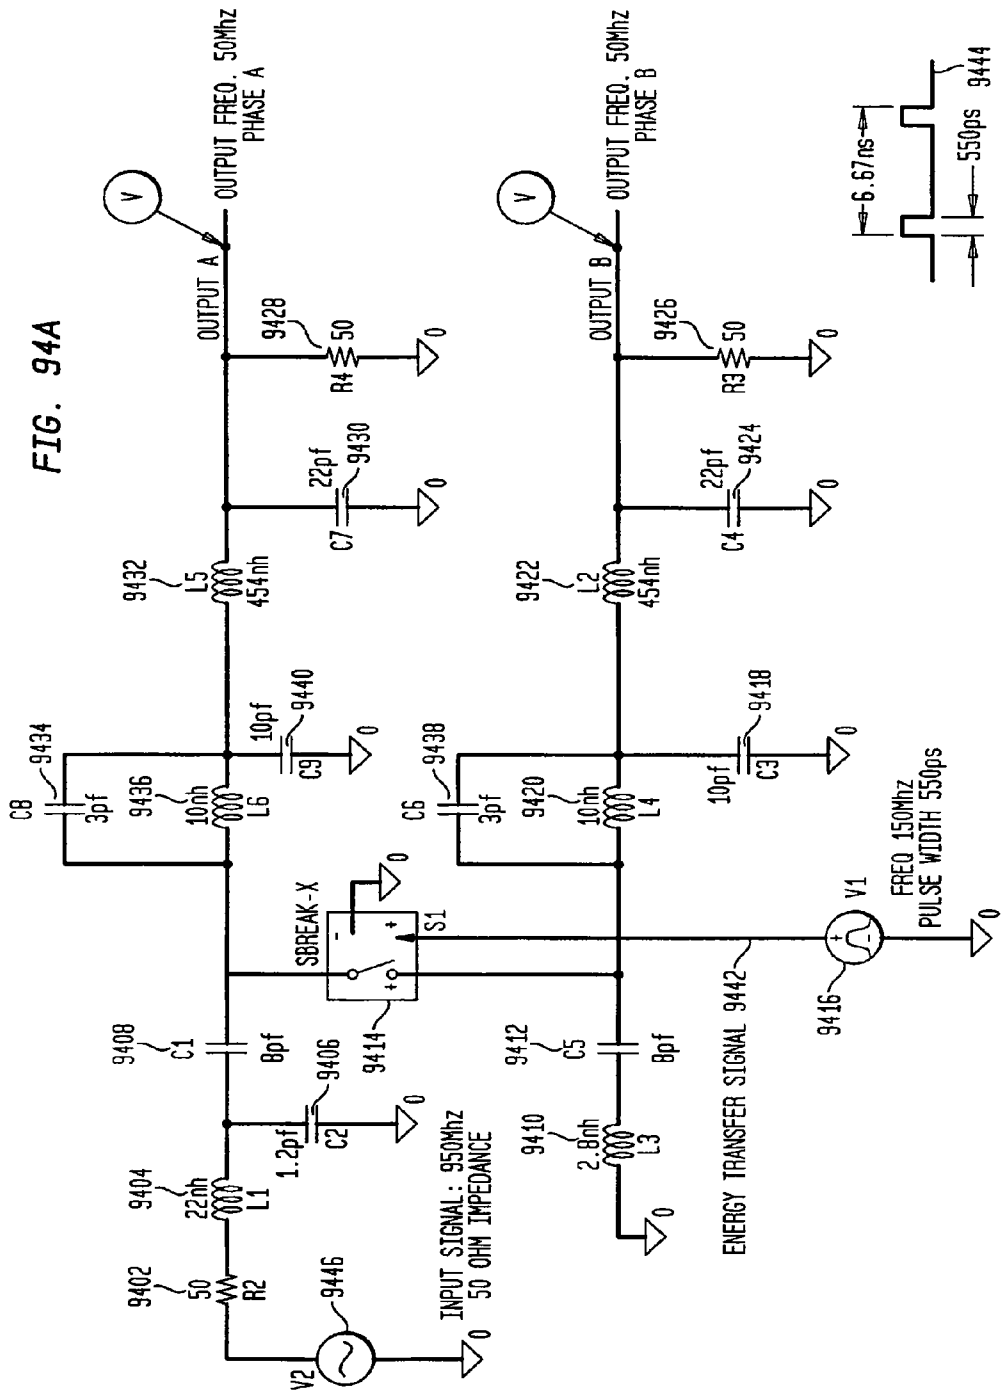 FIG. 94A
9402
50
R2
V2
9446
9404
22nh
L1
1.2pf
9406
C2
0
0
INPUT SIGNAL: 950Mhz
50 OHM IMPEDANCE
9408
C1
8pf
SBREAK-X
-
+
+
S1
0
9414
C8
9434
3pf
9436
10nh
L6
10pf
9440
C9
0
9432
L5
454nh
22pf
9430
C7
0
9428
R4
50
0
OUTPUT A
V
OUTPUT FREQ. 50Mhz
PHASE A
0
9410
2.8nh
L3
9412
C5
8pf
C6
9438
3pf
9420
10nh
L4
10pf
9418
C3
0
9422
L2
454nh
22pf
9424
C4
0
9426
R3
50
0
OUTPUT B
V
OUTPUT FREQ. 50Mhz
PHASE B
ENERGY TRANSFER SIGNAL 9442
9416
+
-
V1
FREQ 150Mhz
PULSE WIDTH 550ps
0
6.67ns
550ps
9444